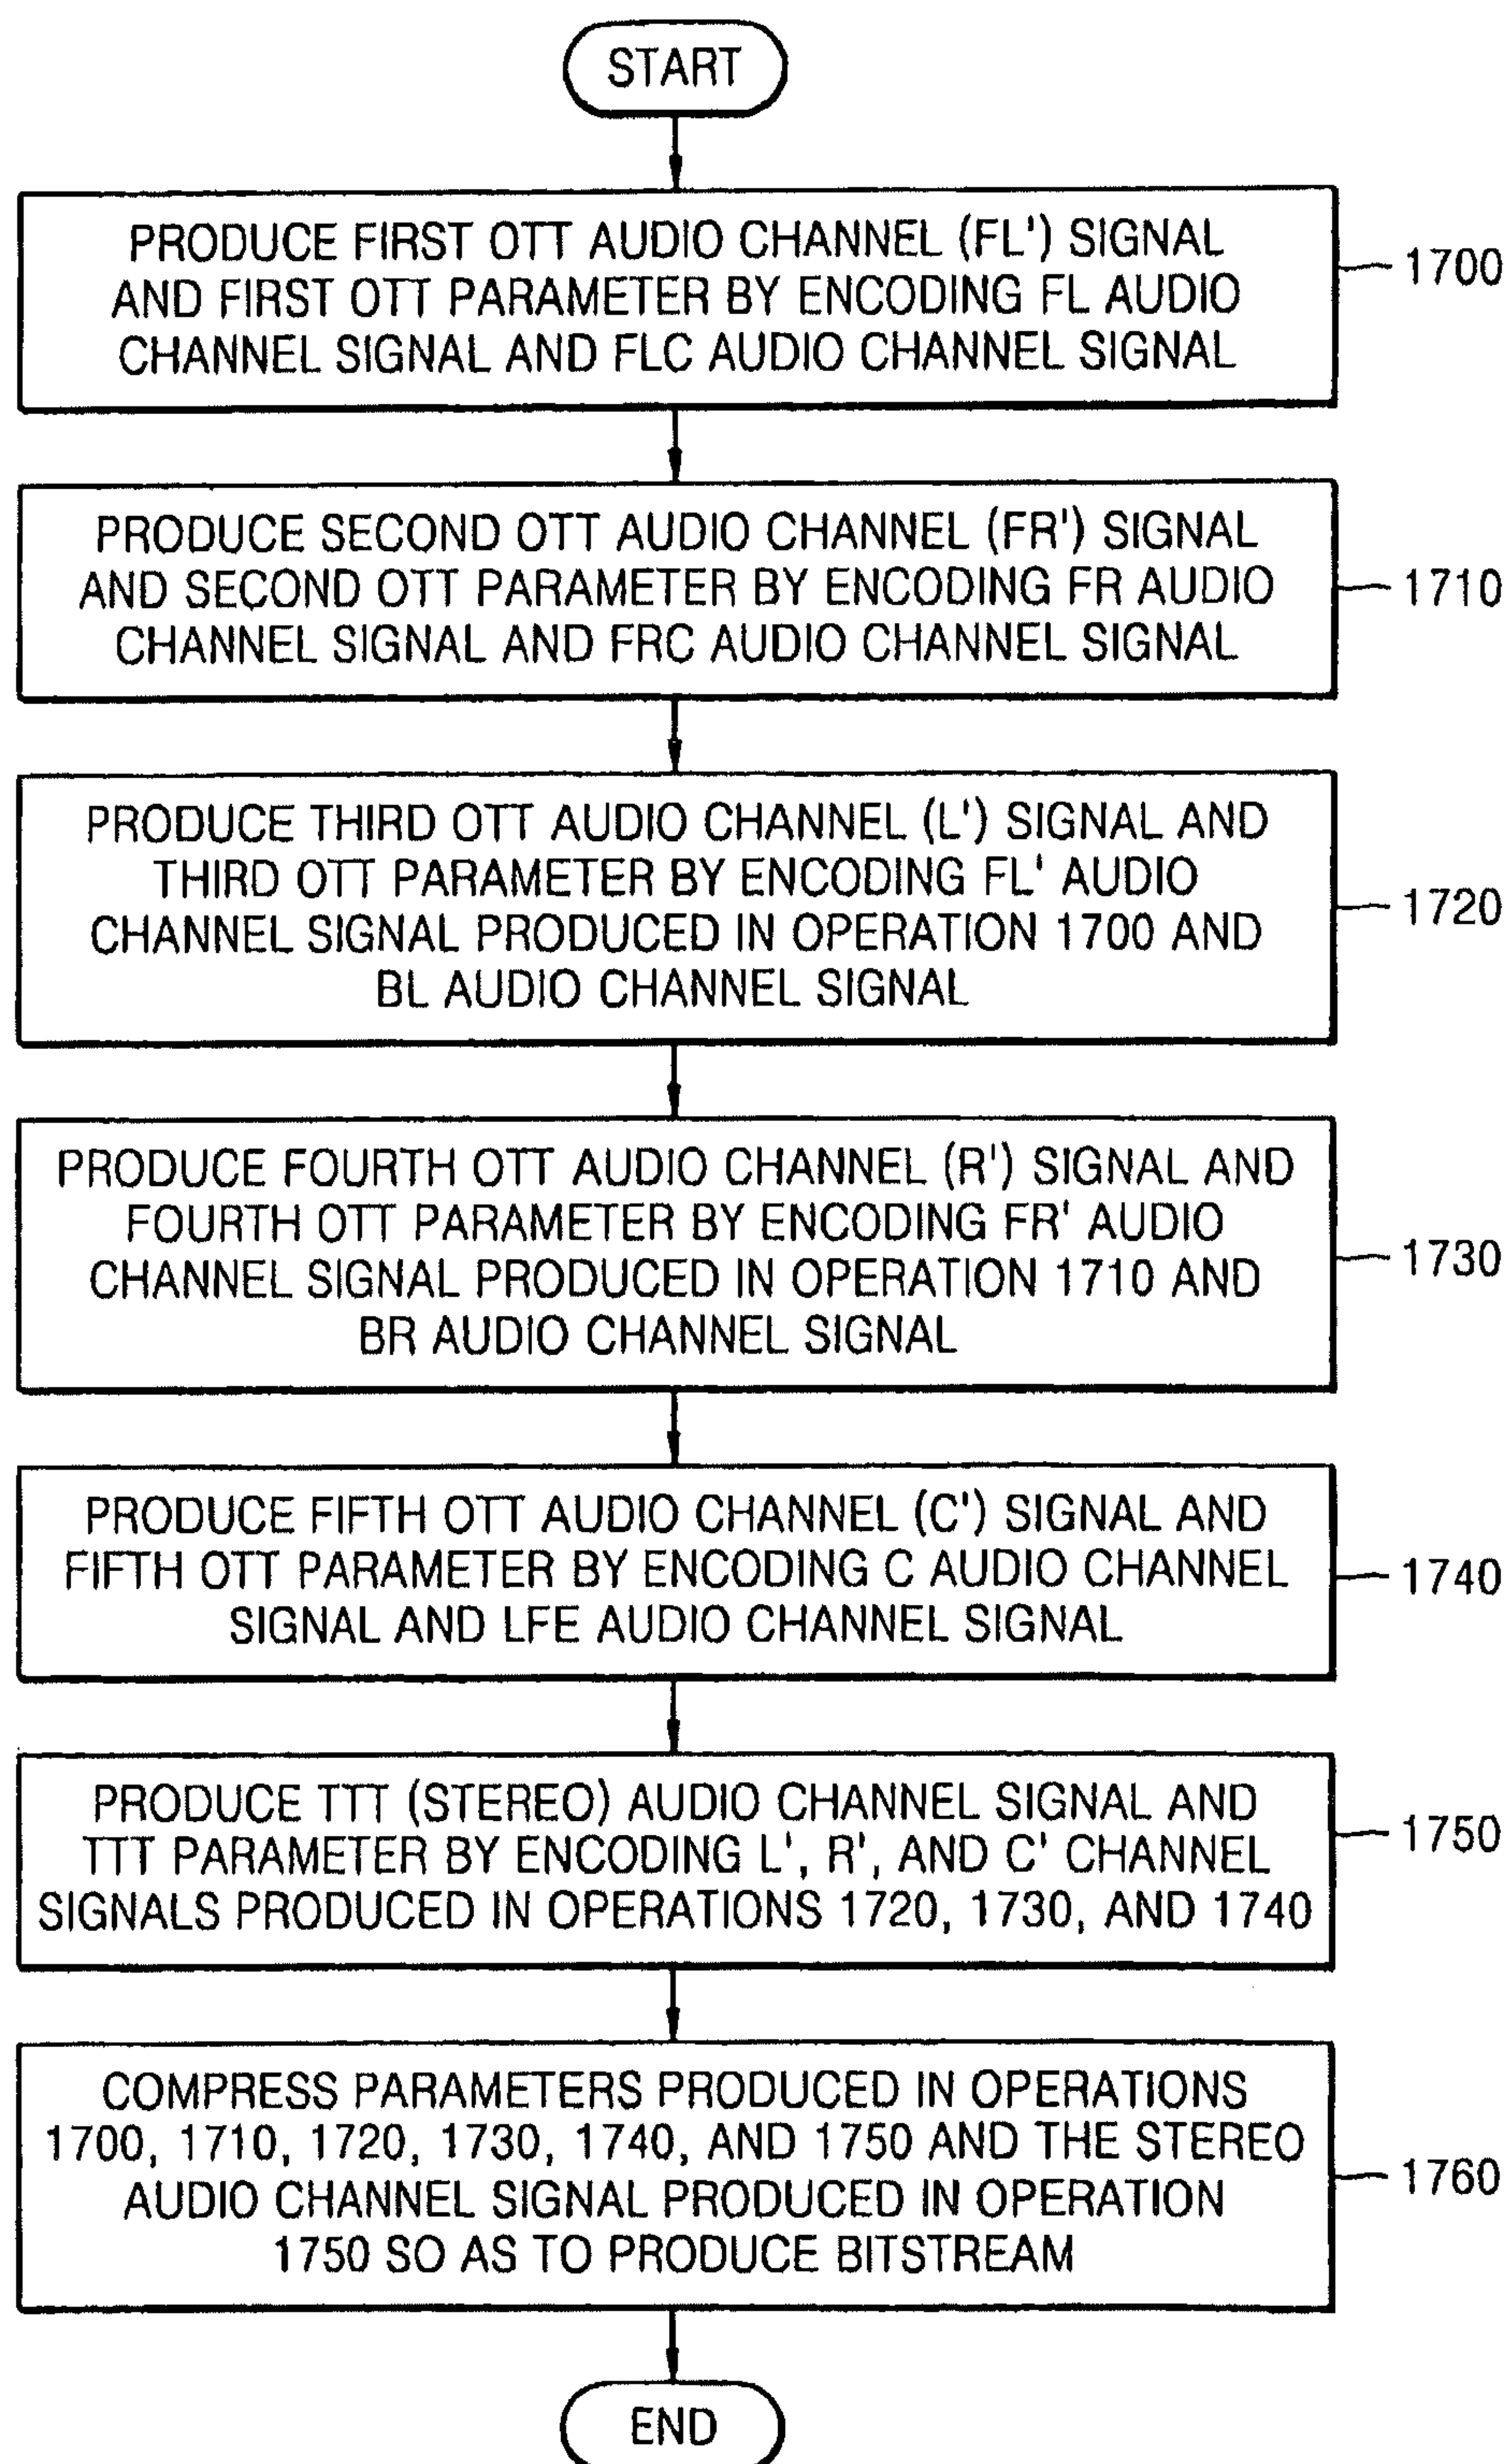 START
PRODUCE FIRST OTT AUDIO CHANNEL (FL') SIGNAL
AND FIRST OTT PARAMETER BY ENCODING FL AUDIO
CHANNEL SIGNAL AND FLC AUDIO CHANNEL SIGNAL
1700
PRODUCE SECOND OTT AUDIO CHANNEL (FR') SIGNAL
AND SECOND OTT PARAMETER BY ENCODING FR AUDIO
CHANNEL SIGNAL AND FRC AUDIO CHANNEL SIGNAL
1710
PRODUCE THIRD OTT AUDIO CHANNEL (L') SIGNAL AND
THIRD OTT PARAMETER BY ENCODING FL' AUDIO
CHANNEL SIGNAL PRODUCED IN OPERATION 1700 AND
BL AUDIO CHANNEL SIGNAL
1720
PRODUCE FOURTH OTT AUDIO CHANNEL (R') SIGNAL AND
FOURTH OTT PARAMETER BY ENCODING FR' AUDIO
CHANNEL SIGNAL PRODUCED IN OPERATION 1710 AND
BR AUDIO CHANNEL SIGNAL
1730
PRODUCE FIFTH OTT AUDIO CHANNEL (C') SIGNAL AND
FIFTH OTT PARAMETER BY ENCODING C AUDIO CHANNEL
SIGNAL AND LFE AUDIO CHANNEL SIGNAL
1740
PRODUCE TTT (STEREO) AUDIO CHANNEL SIGNAL AND
TTT PARAMETER BY ENCODING L', R', AND C' CHANNEL
SIGNALS PRODUCED IN OPERATIONS 1720, 1730, AND 1740
1750
COMPRESS PARAMETERS PRODUCED IN OPERATIONS
1700, 1710, 1720, 1730, 1740, AND 1750 AND THE STEREO
AUDIO CHANNEL SIGNAL PRODUCED IN OPERATION
1750 SO AS TO PRODUCE BITSTREAM
1760
END